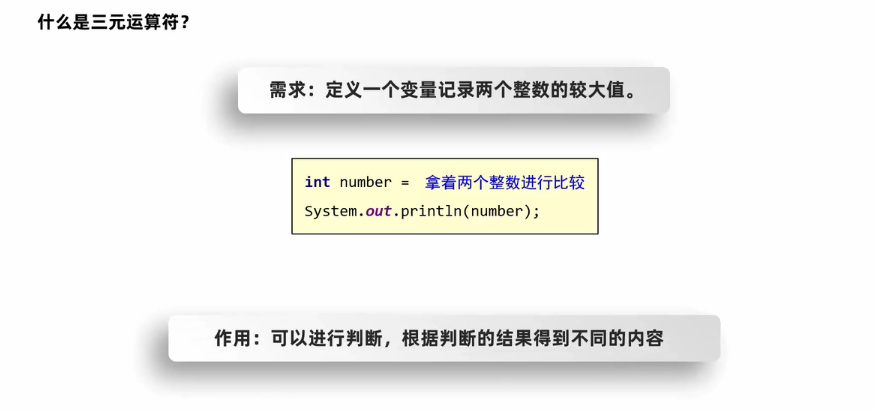 什么是三元运算符？
需求：定义一个变量记录两个整数的较大值。
int number = 拿着两个整数进行比较
System.out.println(number);
作用：可以进行判断，根据判断的结果得到不同的内容